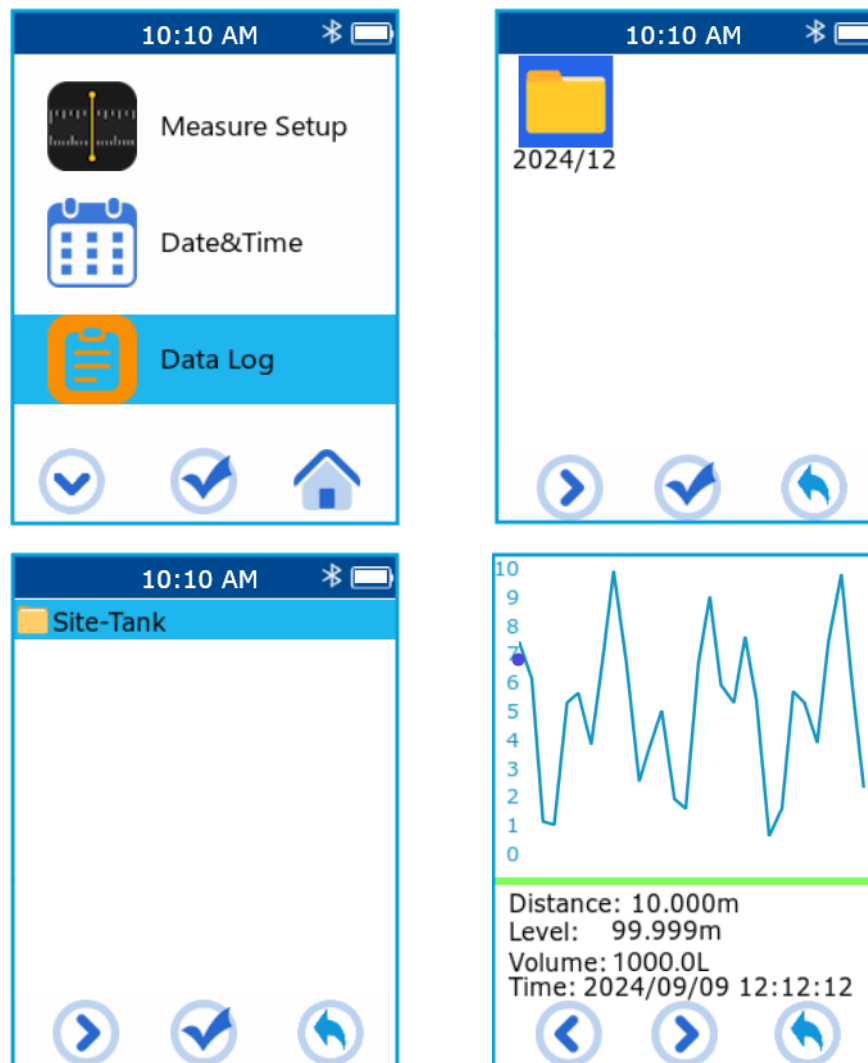 10:10 AM
Measure Setup
Date&Time
Data Log
10:10 AM
2024/12
10:10 AM
Site-Tank
10
9
8
7
6
5
4
3
2
1
0
Distance: 10.000m
Level: 99.999m
Volume: 1000.0L
Time: 2024/09/09 12:12:12